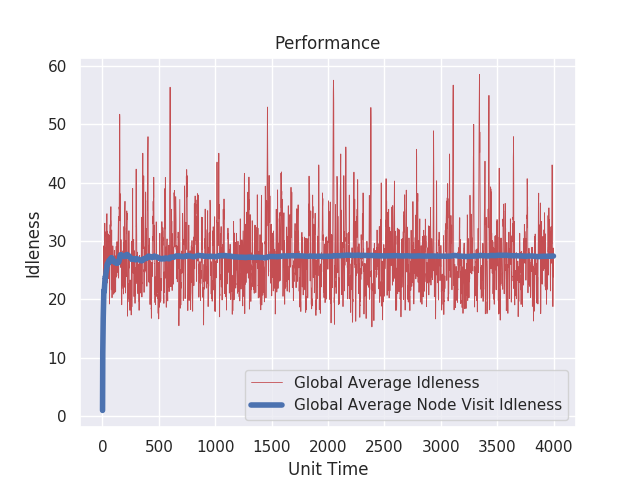 Performance
60
50
40
30
20
10
0
Idleness
Global Average Idleness
Global Average Node Visit Idleness
0 500 1000 1500 2000 2500 3000 3500 4000
Unit Time